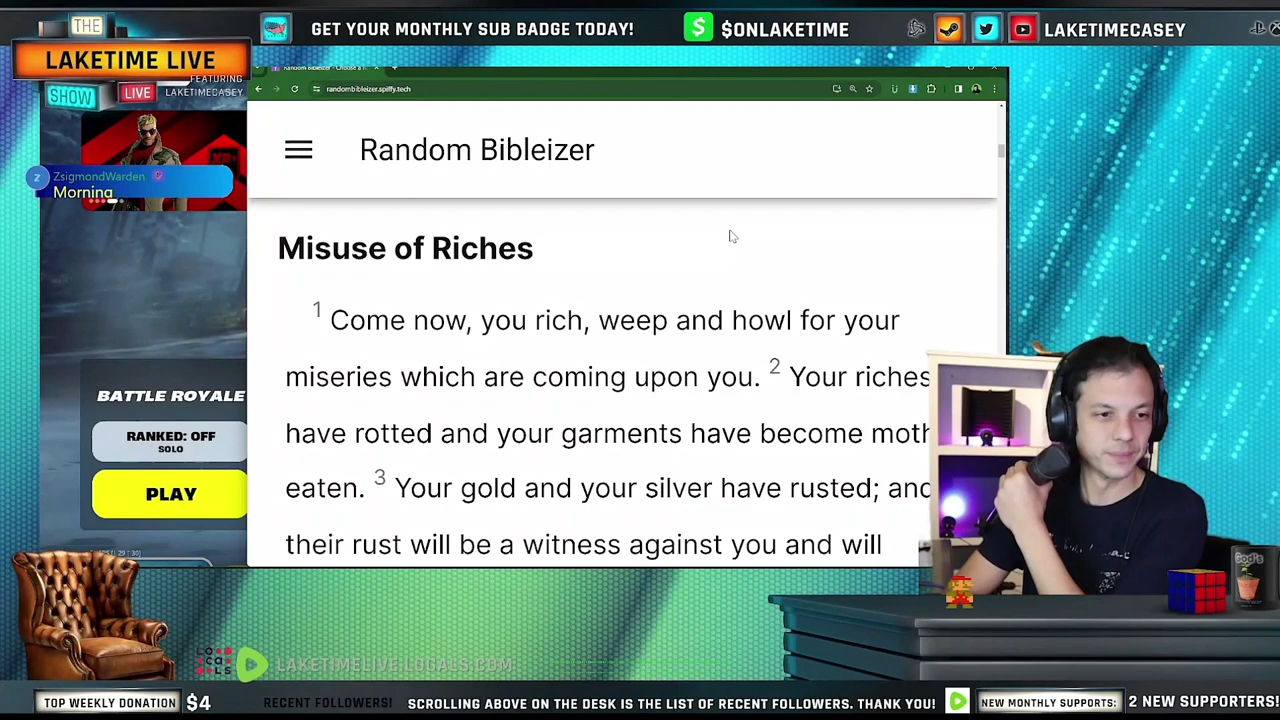 THE
LAKETIME LIVE
FEATURING
LAKETIMECASEY
SHOW
LIVE
GET YOUR MONTHLY SUB BADGE TODAY!
$ $ONLAKETIME
LAKETIMECASEY
randombibleizer.spiffy.tech
Random Bibleizer
Z ZsigmondWarden
Morning
Misuse of Riches
1 Come now, you rich, weep and howl for your
miseries which are coming upon you. 2 Your riches
have rotted and your garments have become moth
eaten. 3 Your gold and your silver have rusted; and
their rust will be a witness against you and will
BATTLE ROYALE
RANKED: OFF
SOLO
PLAY
God's
LOCALS
LAKETIMELIVE.LOCALS.COM
TOP WEEKLY DONATION $4
RECENT FOLLOWERS!
SCROLLING ABOVE ON THE DESK IS THE LIST OF RECENT FOLLOWERS. THANK YOU!
NEW MONTHLY SUPPORTS:
2 NEW SUPPORTERS!